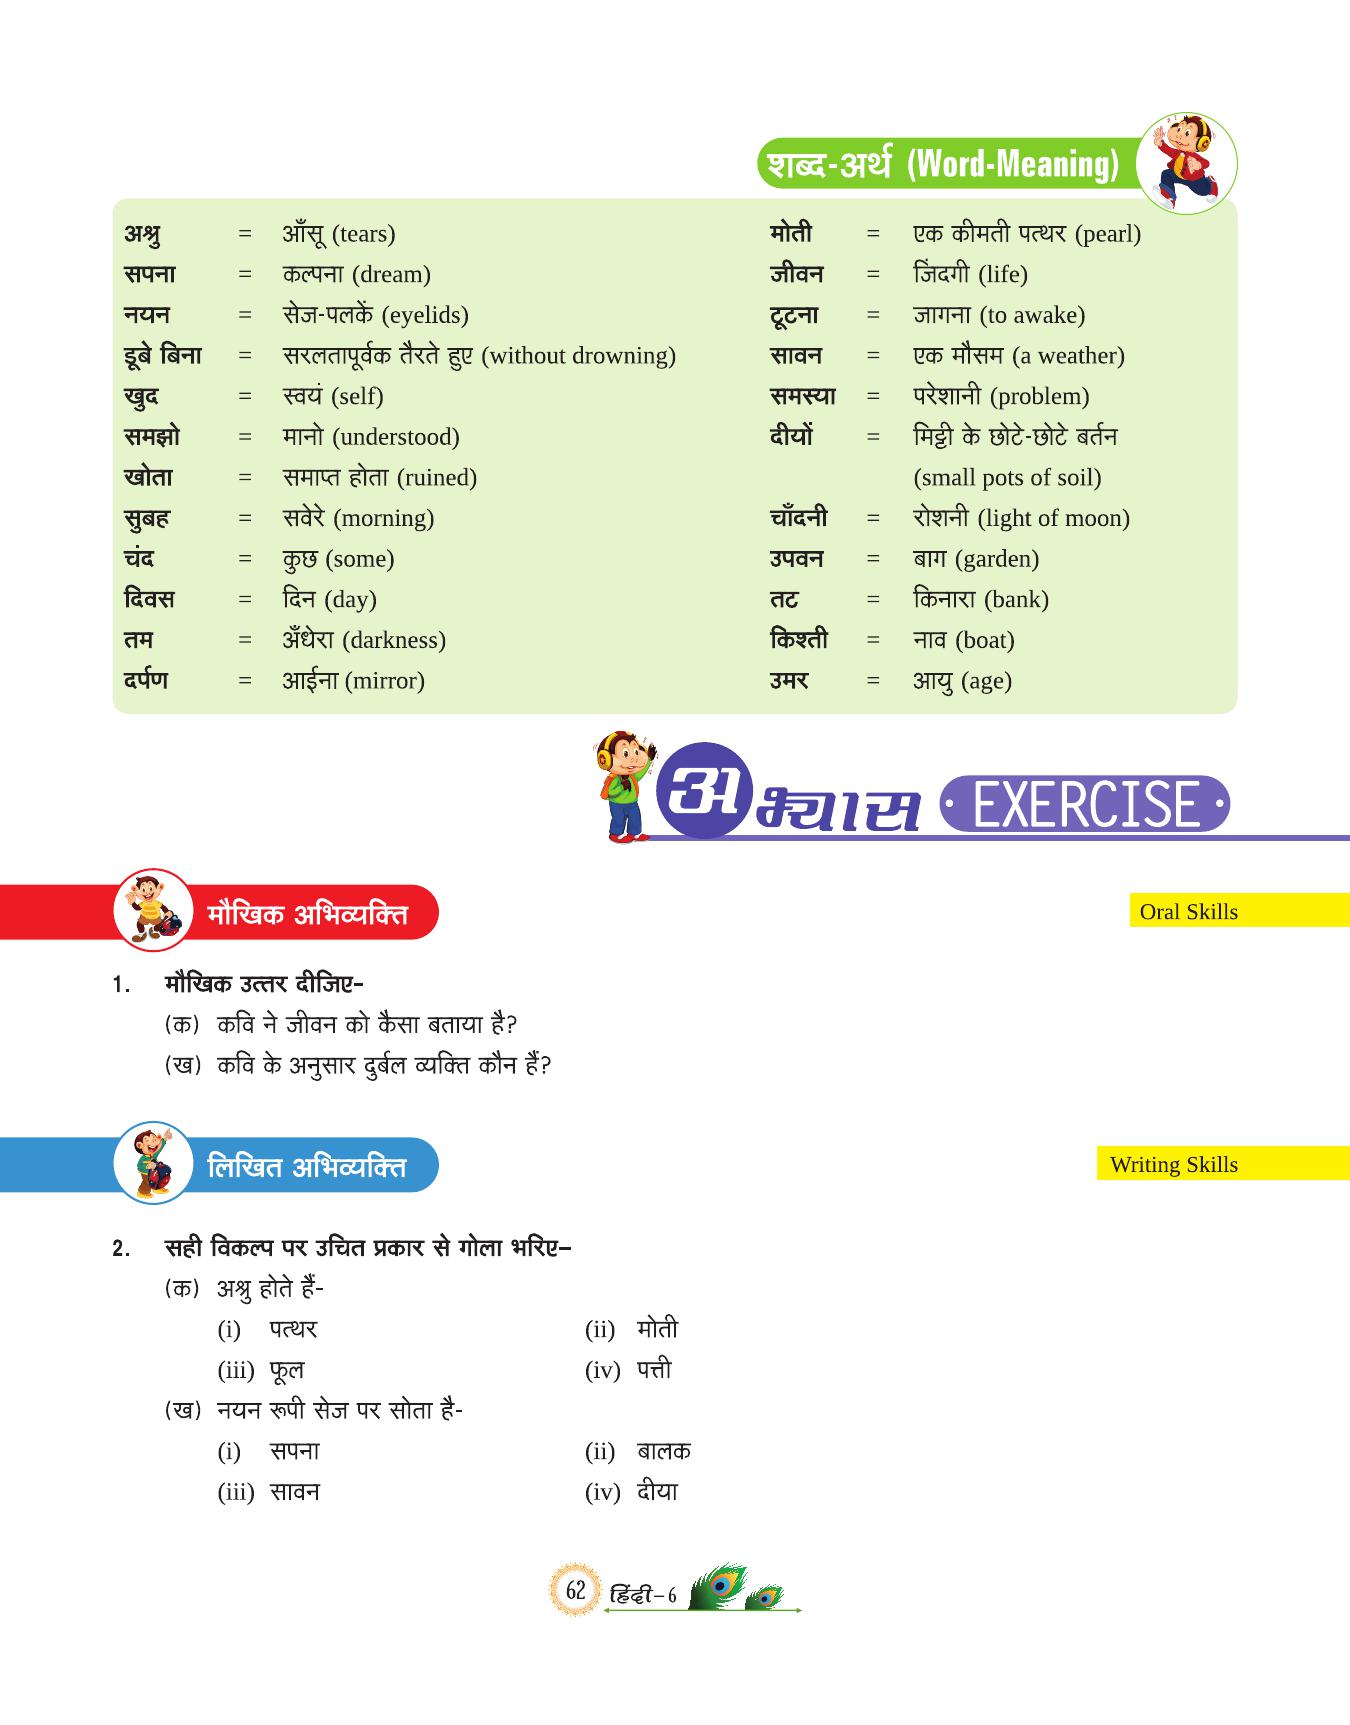 शब्द-अर्थ (Word-Meaning)
अश्रु = आँसू (tears) मोती = एक कीमती पत्थर (pearl)
सपना = कल्पना (dream) जीवन = जिंदगी (life)
नयन = सेज-पलकें (eyelids) टूटना = जागना (to awake)
डूबे बिना = सरलतापूर्वक तैरते हुए (without drowning) सावन = एक मौसम (a weather)
खुद = स्वयं (self) समस्या = परेशानी (problem)
समझो = मानो (understood) दीयों = मिट्टी के छोटे-छोटे बर्तन
खोता = समाप्त होता (ruined) (small pots of soil)
सुबह = सवेरे (morning) चाँदनी = रोशनी (light of moon)
चंद = कुछ (some) उपवन = बाग (garden)
दिवस = दिन (day) तट = किनारा (bank)
तम = अँधेरा (darkness) किश्ती = नाव (boat)
दर्पण = आईना (mirror) उमर = आयु (age)
अभ्यास EXERCISE
मौखिक अभिव्यक्ति Oral Skills
1. मौखिक उत्तर दीजिए-
(क) कवि ने जीवन को कैसा बताया है?
(ख) कवि के अनुसार दुर्बल व्यक्ति कौन हैं?
लिखित अभिव्यक्ति Writing Skills
2. सही विकल्प पर उचित प्रकार से गोला भरिए–
(क) अश्रु होते हैं-
(i) पत्थर (ii) मोती
(iii) फूल (iv) पत्ती
(ख) नयन रूपी सेज पर सोता है-
(i) सपना (ii) बालक
(iii) सावन (iv) दीया
62 हिंदी–6